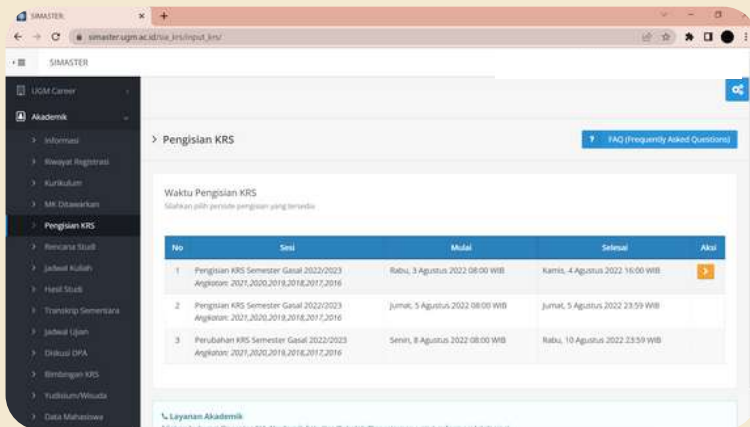 SIMASTER
simaster.ugm.ac.id/sia_krs/input_krs/
SIMASTER
UGM Career
Akademik
Informasi
Riwayat Registrasi
Kurikulum
MK Ditawarkan
Pengisian KRS
Rencana Studi
Jadwal Kuliah
Hasil Studi
Transkrip Sementara
Jadwal Ujian
Diskusi DPA
Bimbingan KRS
Yudisium/Wisuda
Data Mahasiswa
Pengisian KRS
? FAQ (Frequently Asked Questions)
Waktu Pengisian KRS
Silahkan pilih periode pengisian yang tersedia
No Sesi Mulai Selesai Aksi
1 Pengisian KRS Semester Gasal 2022/2023 Rabu, 3 Agustus 2022 08:00 WIB Kamis, 4 Agustus 2022 16:00 WIB
Angkatan: 2021,2020,2019,2018,2017,2016
2 Pengisian KRS Semester Gasal 2022/2023 Jumat, 5 Agustus 2022 08:00 WIB Jumat, 5 Agustus 2022 23:59 WIB
Angkatan: 2021,2020,2019,2018,2017,2016
3 Perubahan KRS Semester Gasal 2022/2023 Senin, 8 Agustus 2022 08:00 WIB Rabu, 10 Agustus 2022 23:59 WIB
Angkatan: 2021,2020,2019,2018,2017,2016
Layanan Akademik